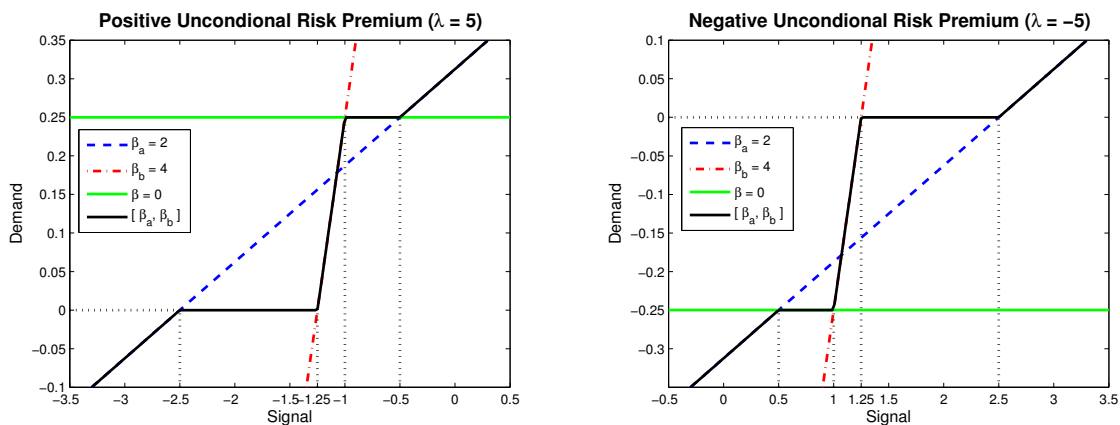 Positive Uncondional Risk Premium (λ = 5)
0.35
0.3
0.25
0.2
0.15
0.1
0.05
0
−0.05
−0.1
Demand
β_a = 2
β_b = 4
β = 0
[ β_a, β_b ]
−3.5 −3 −2.5 −2 −1.5 −1.25 −1 −0.5 0 0.5
Signal
Negative Uncondional Risk Premium (λ = −5)
0.1
0.05
0
−0.05
−0.1
−0.15
−0.2
−0.25
−0.3
Demand
β_a = 2
β_b = 4
β = 0
[ β_a, β_b ]
−0.5 0 0.5 1 1.25 1.5 2 2.5 3 3.5
Signal